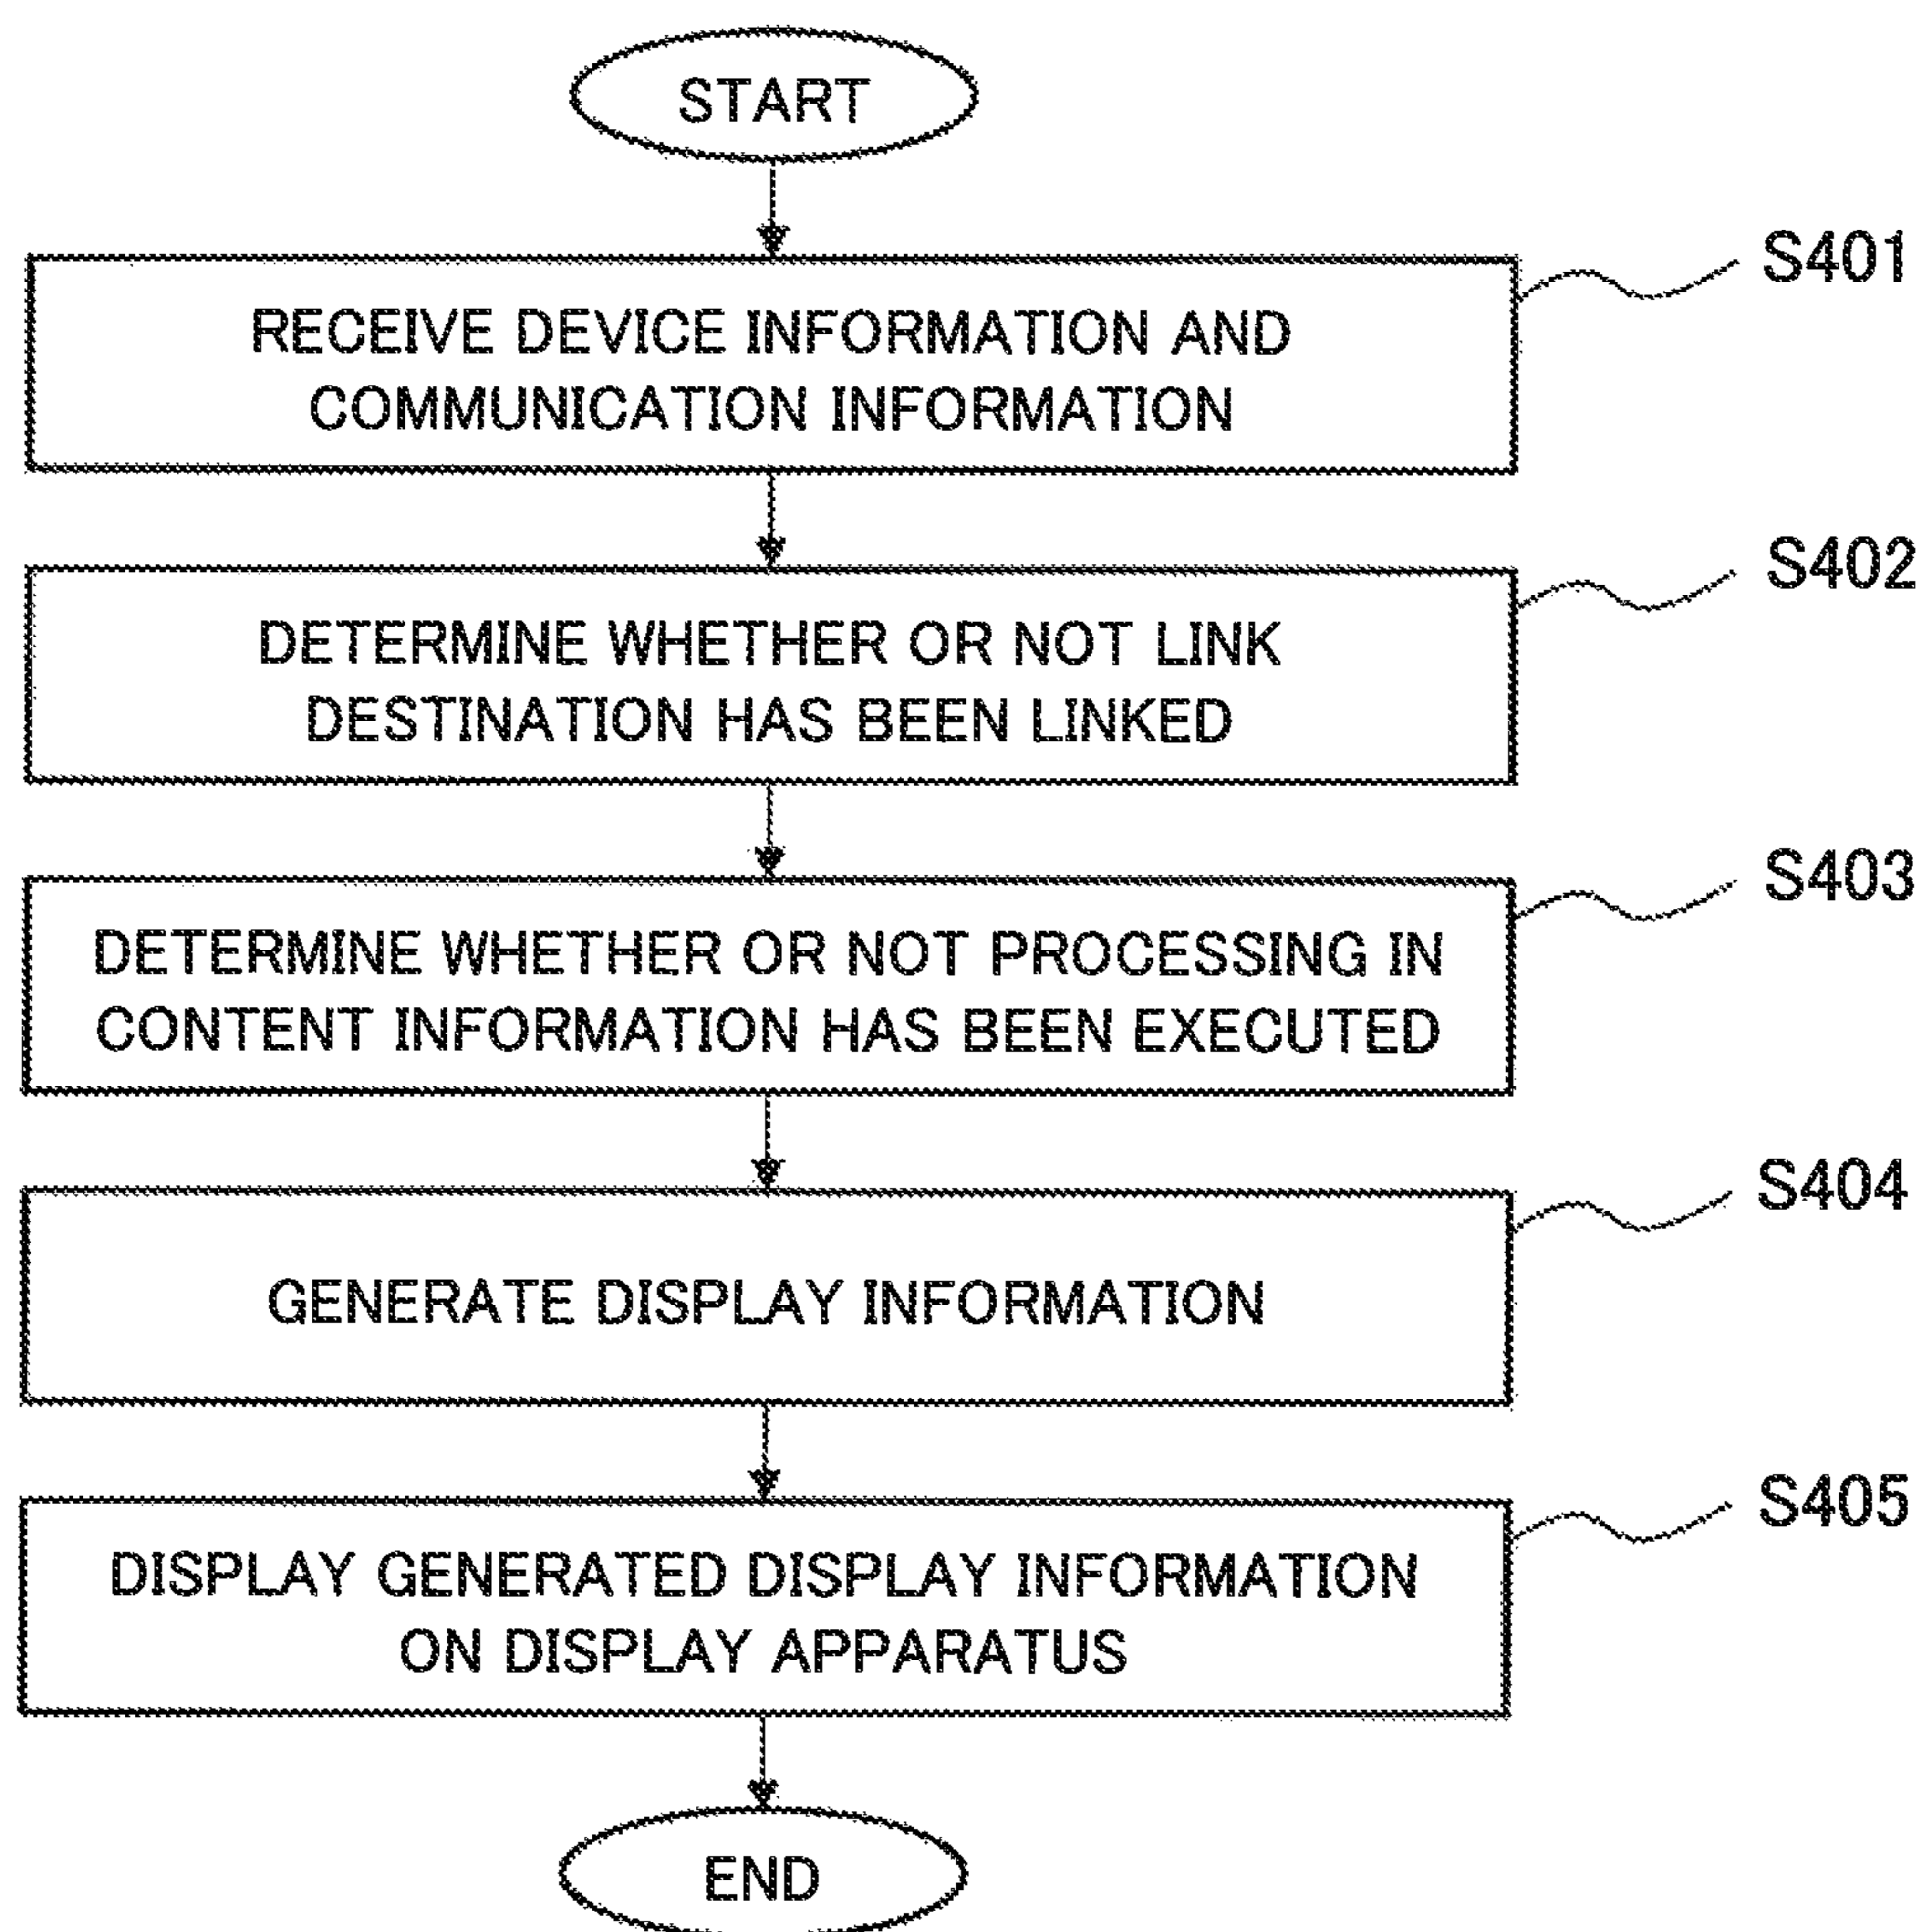 START
S401
RECEIVE DEVICE INFORMATION AND
COMMUNICATION INFORMATION
S402
DETERMINE WHETHER OR NOT LINK
DESTINATION HAS BEEN LINKED
S403
DETERMINE WHETHER OR NOT PROCESSING IN
CONTENT INFORMATION HAS BEEN EXECUTED
S404
GENERATE DISPLAY INFORMATION
S405
DISPLAY GENERATED DISPLAY INFORMATION
ON DISPLAY APPARATUS
END